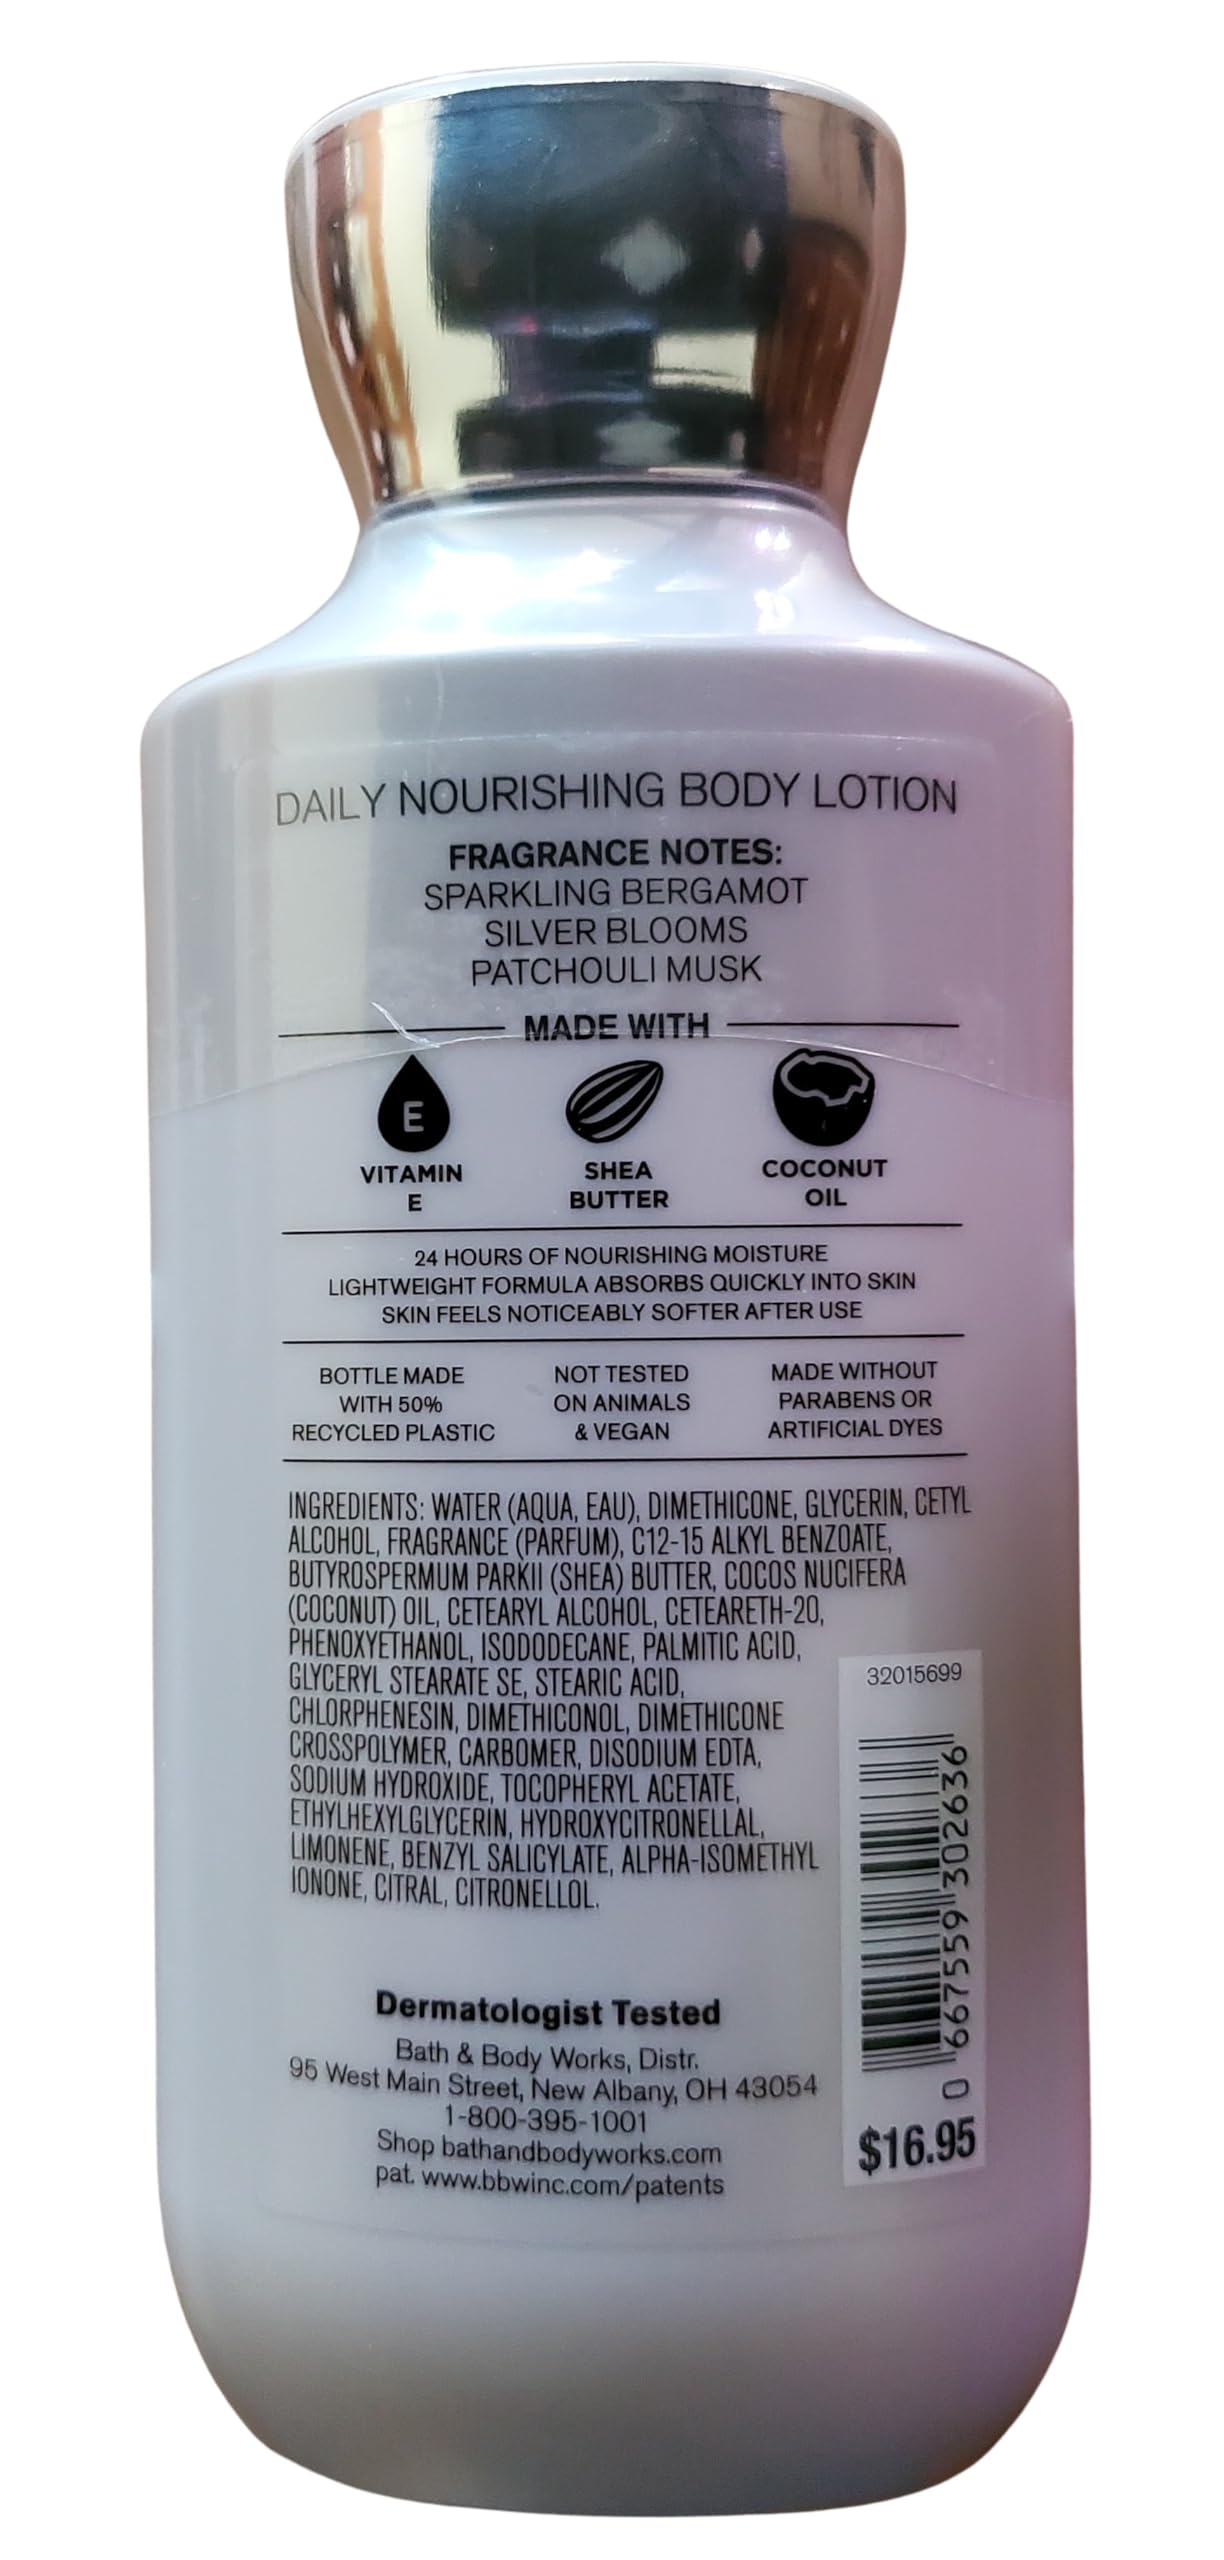 DAILY NOURISHING BODY LOTION
FRAGRANCE NOTES:
SPARKLING BERGAMOT
SILVER BLOOMS
PATCHOULI MUSK
MADE WITH
E
VITAMIN
E
SHEA
BUTTER
COCONUT
OIL
24 HOURS OF NOURISHING MOISTURE
LIGHTWEIGHT FORMULA ABSORBS QUICKLY INTO SKIN
SKIN FEELS NOTICEABLY SOFTER AFTER USE
BOTTLE MADE
WITH 50%
RECYCLED PLASTIC
NOT TESTED
ON ANIMALS
& VEGAN
MADE WITHOUT
PARABENS OR
ARTIFICIAL DYES
INGREDIENTS: WATER (AQUA, EAU), DIMETHICONE, GLYCERIN, CETYL
ALCOHOL, FRAGRANCE (PARFUM), C12-15 ALKYL BENZOATE,
BUTYROSPERMUM PARKII (SHEA) BUTTER, COCOS NUCIFERA
(COCONUT) OIL, CETEARYL ALCOHOL, CETEARETH-20,
PHENOXYETHANOL, ISODODECANE, PALMITIC ACID,
GLYCERYL STEARATE SE, STEARIC ACID,
CHLORPHENESIN, DIMETHICONOL, DIMETHICONE
CROSSPOLYMER, CARBOMER, DISODIUM EDTA,
SODIUM HYDROXIDE, TOCOPHERYL ACETATE,
ETHYLHEXYLGLYCERIN, HYDROXYCITRONELLAL,
LIMONENE, BENZYL SALICYLATE, ALPHA-ISOMETHYL
IONONE, CITRAL, CITRONELLOL.
32015699
0 667559 302636
$16.95
Dermatologist Tested
Bath & Body Works, Distr.
95 West Main Street, New Albany, OH 43054
1-800-395-1001
Shop bathandbodyworks.com
pat. www.bbwinc.com/patents